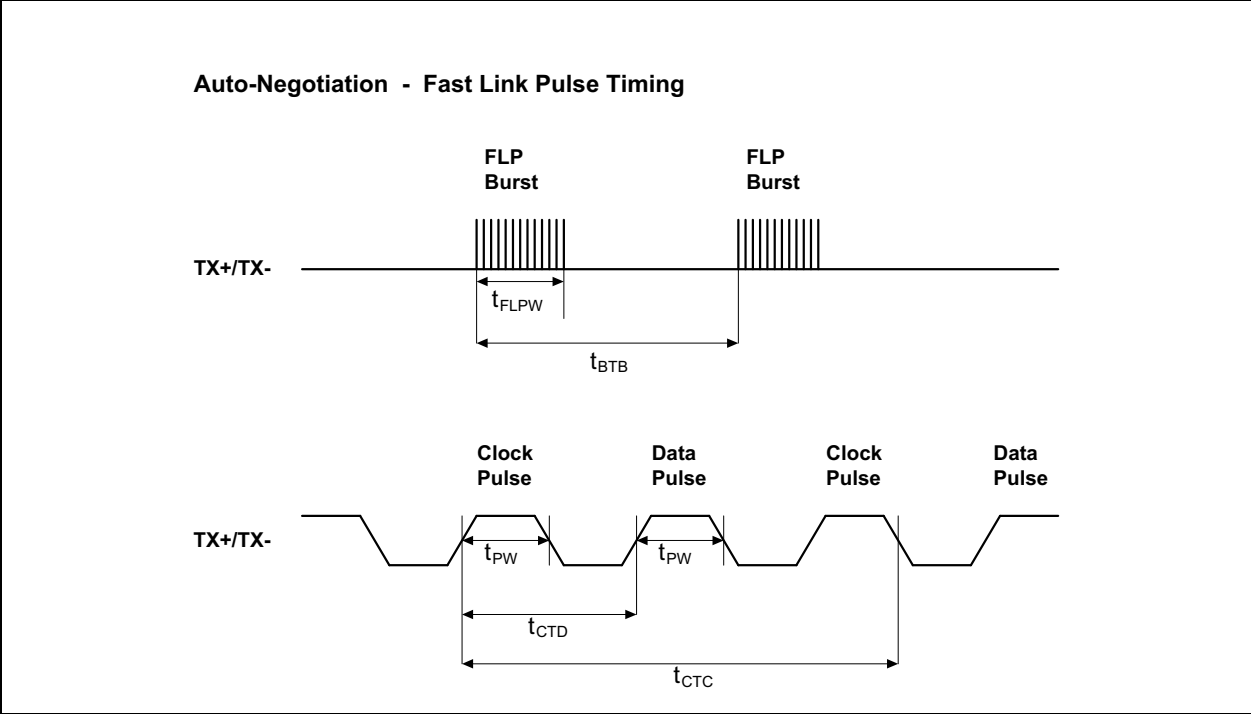 Auto-Negotiation - Fast Link Pulse Timing
FLP
Burst
FLP
Burst
TX+/TX-
tFLPW
tBTB
Clock
Pulse
Data
Pulse
Clock
Pulse
Data
Pulse
TX+/TX-
tPW
tPW
tCTD
tCTC